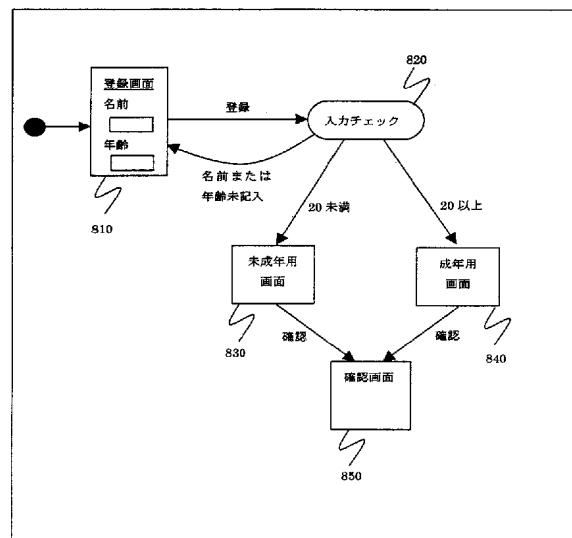 820
登録画面
名前
年齢
登録
入力チェック
名前または
年齢未記入
810
20 未満
20 以上
未成年用
画面
成年用
画面
830
確認
確認
840
確認画面
850